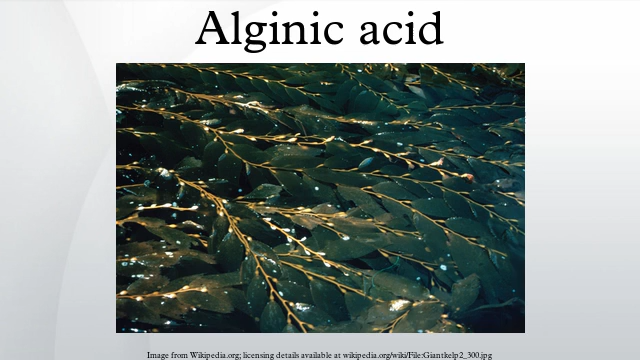 Alginic acid
Image from Wikipedia.org; licensing details available at wikipedia.org/wiki/File:Giantkelp2_300.jpg